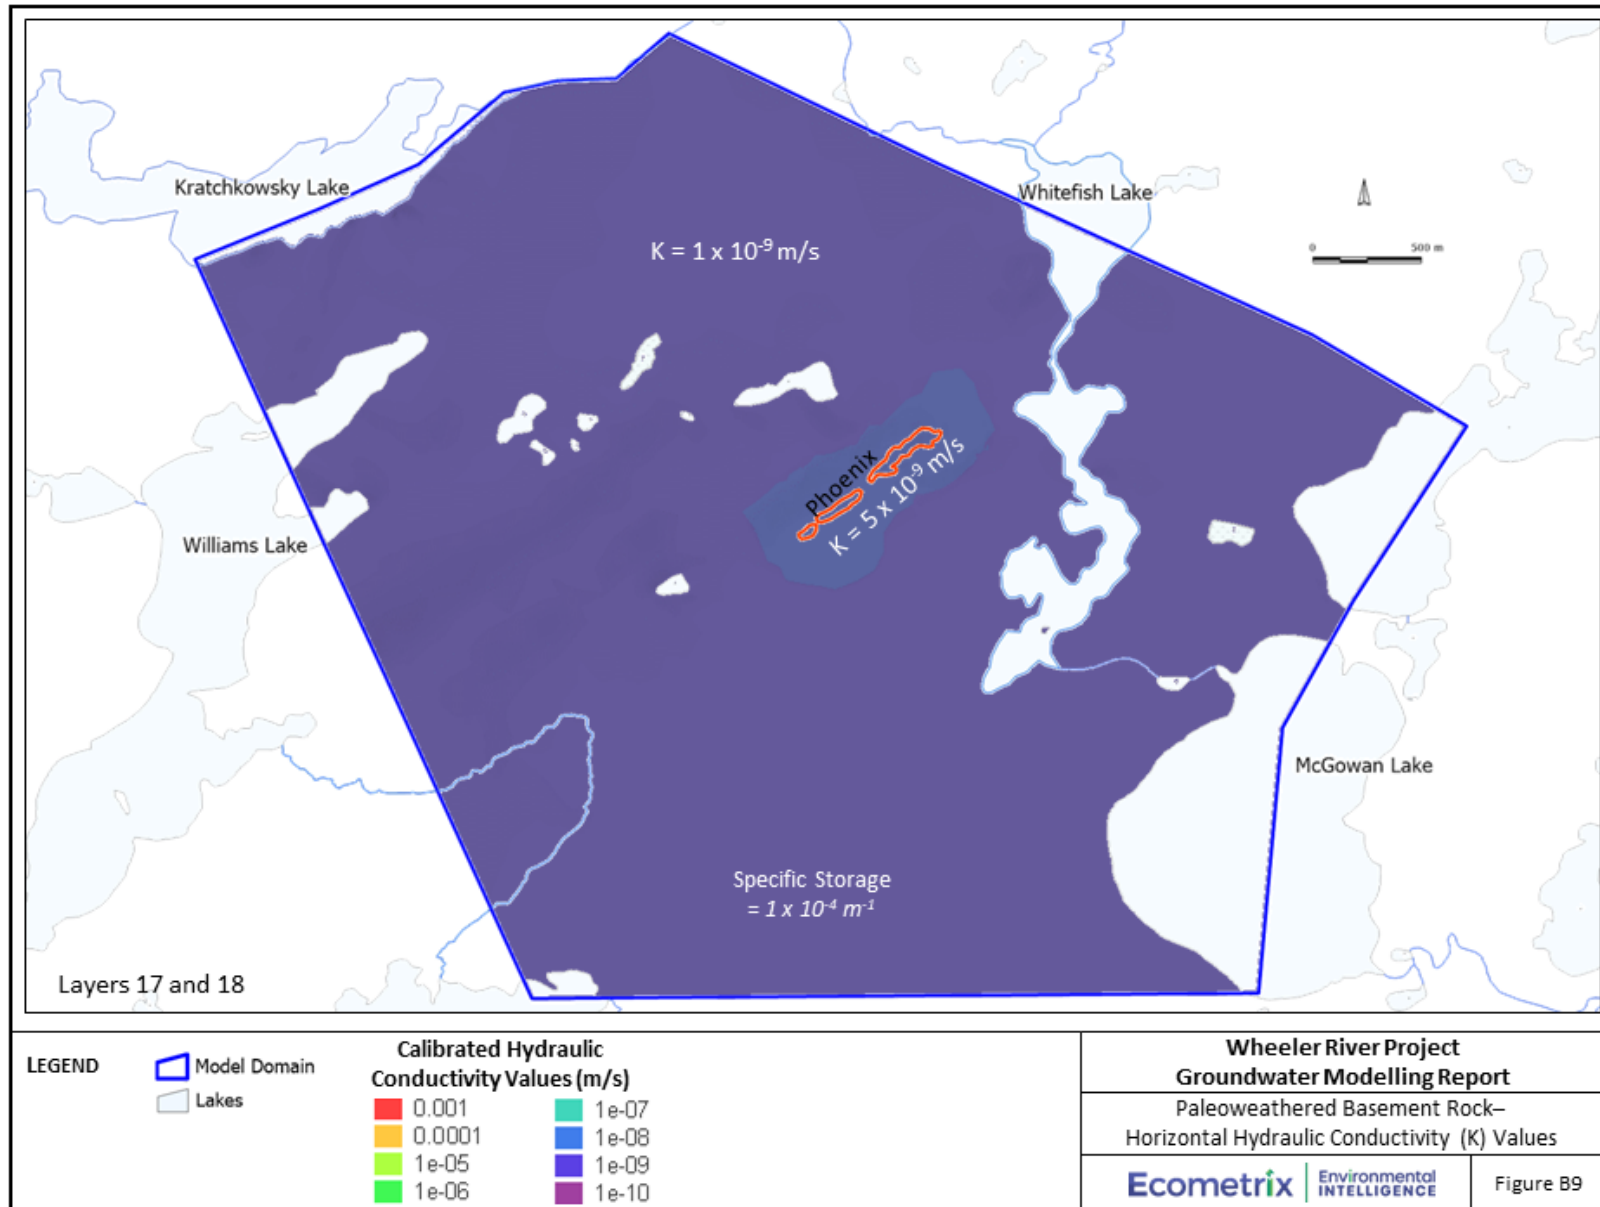 Kratchkowsky Lake
Whitefish Lake
K = 1 x 10⁻⁹ m/s
0 500 m
Phoenix
K = 5 x 10⁻⁹ m/s
Williams Lake
McGowan Lake
Specific Storage
= 1 x 10⁻⁴ m⁻¹
Layers 17 and 18
LEGEND
Model Domain
Lakes
Calibrated Hydraulic
Conductivity Values (m/s)
0.001
0.0001
1e-05
1e-06
1e-07
1e-08
1e-09
1e-10
Wheeler River Project
Groundwater Modelling Report
Paleoweathered Basement Rock–
Horizontal Hydraulic Conductivity (K) Values
Ecometrix
Environmental
INTELLIGENCE
Figure B9